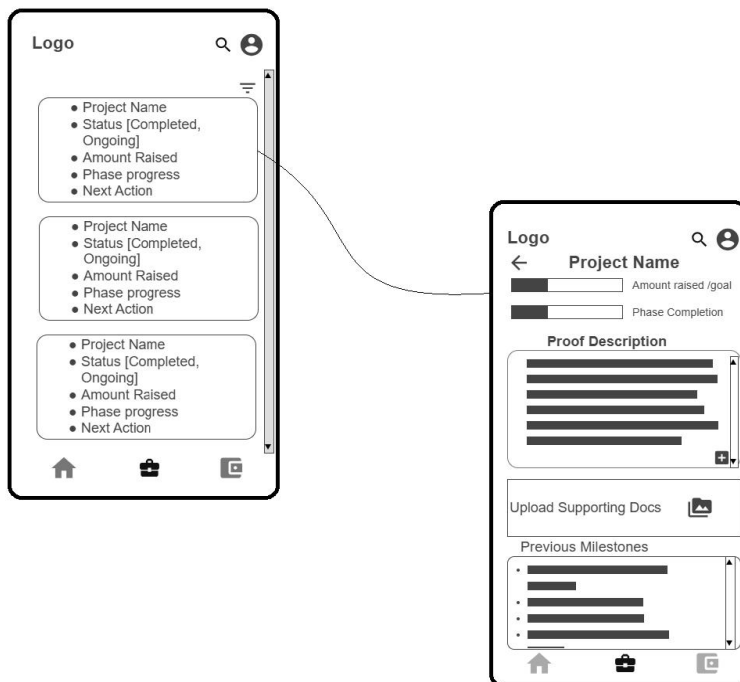 Logo
● Project Name
● Status [Completed,
Ongoing]
● Amount Raised
● Phase progress
● Next Action
● Project Name
● Status [Completed,
Ongoing]
● Amount Raised
● Phase progress
● Next Action
● Project Name
● Status [Completed,
Ongoing]
● Amount Raised
● Phase progress
● Next Action
Logo
Project Name
Amount raised /goal
Phase Completion
Proof Description
Upload Supporting Docs
Previous Milestones